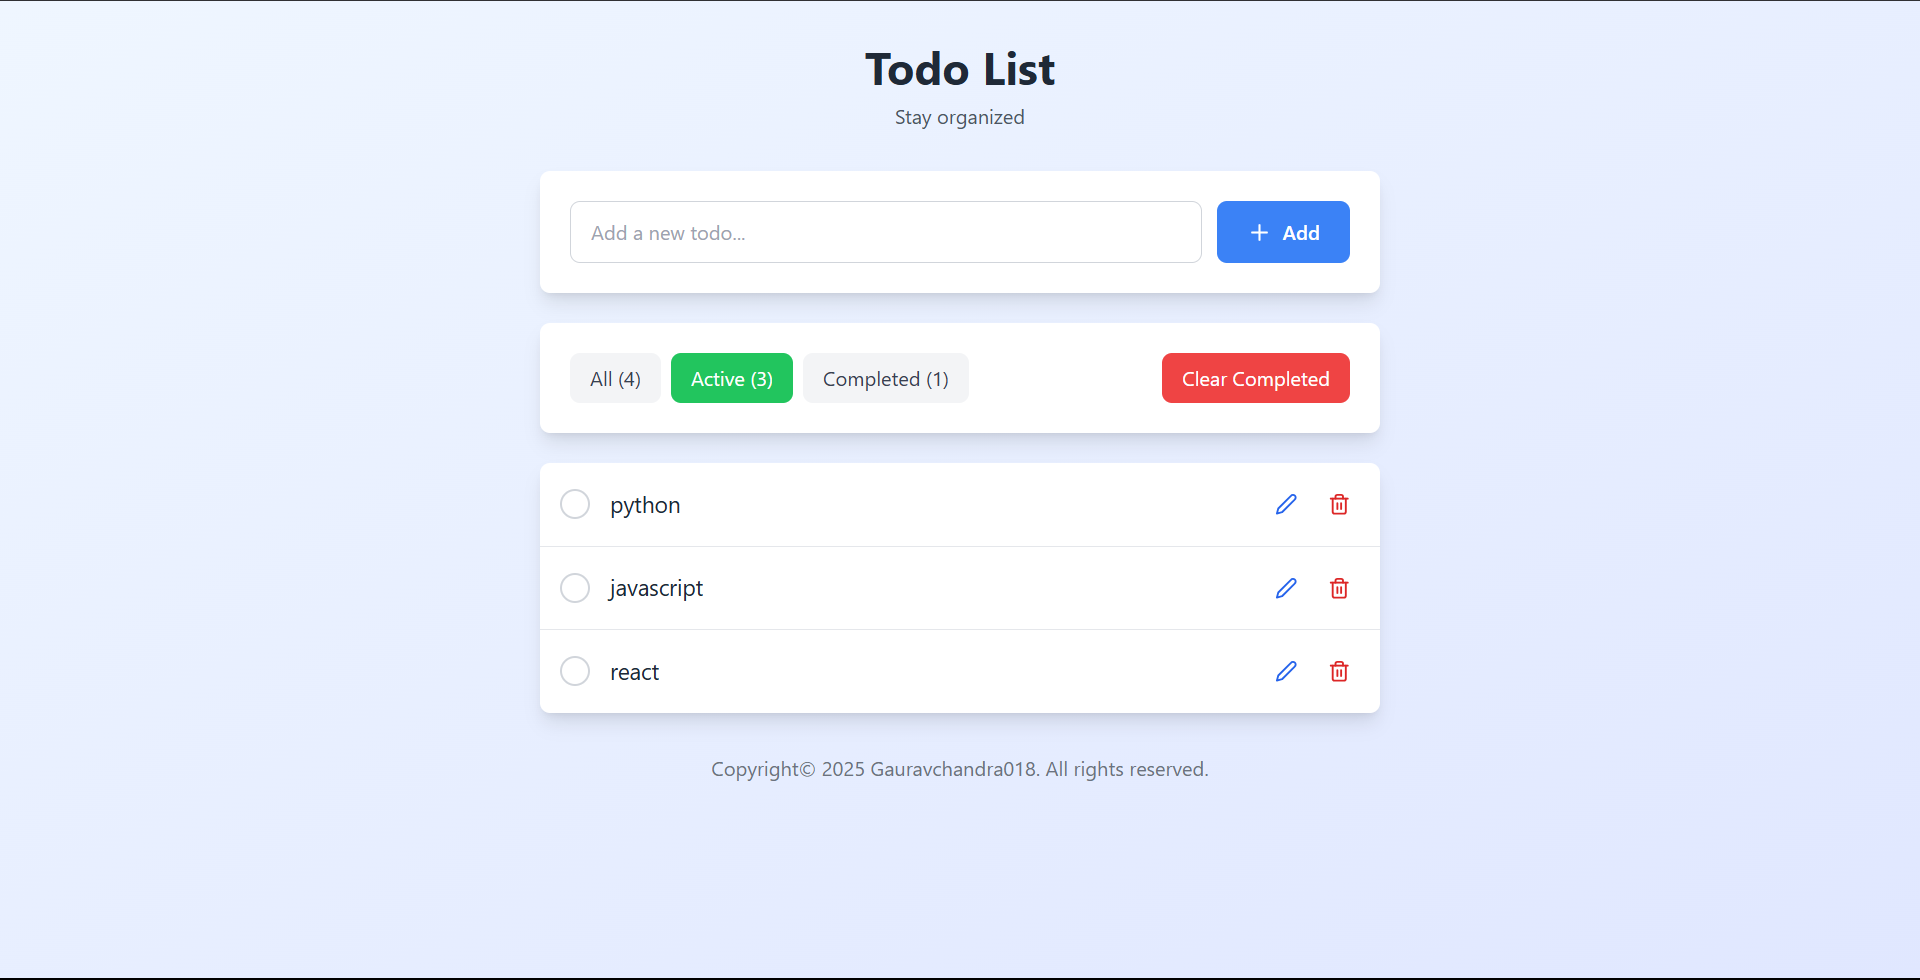 Todo List
Stay organized
Add a new todo...
+ Add
All (4) Active (3) Completed (1) Clear Completed
python
javascript
react
Copyright© 2025 Gauravchandra018. All rights reserved.